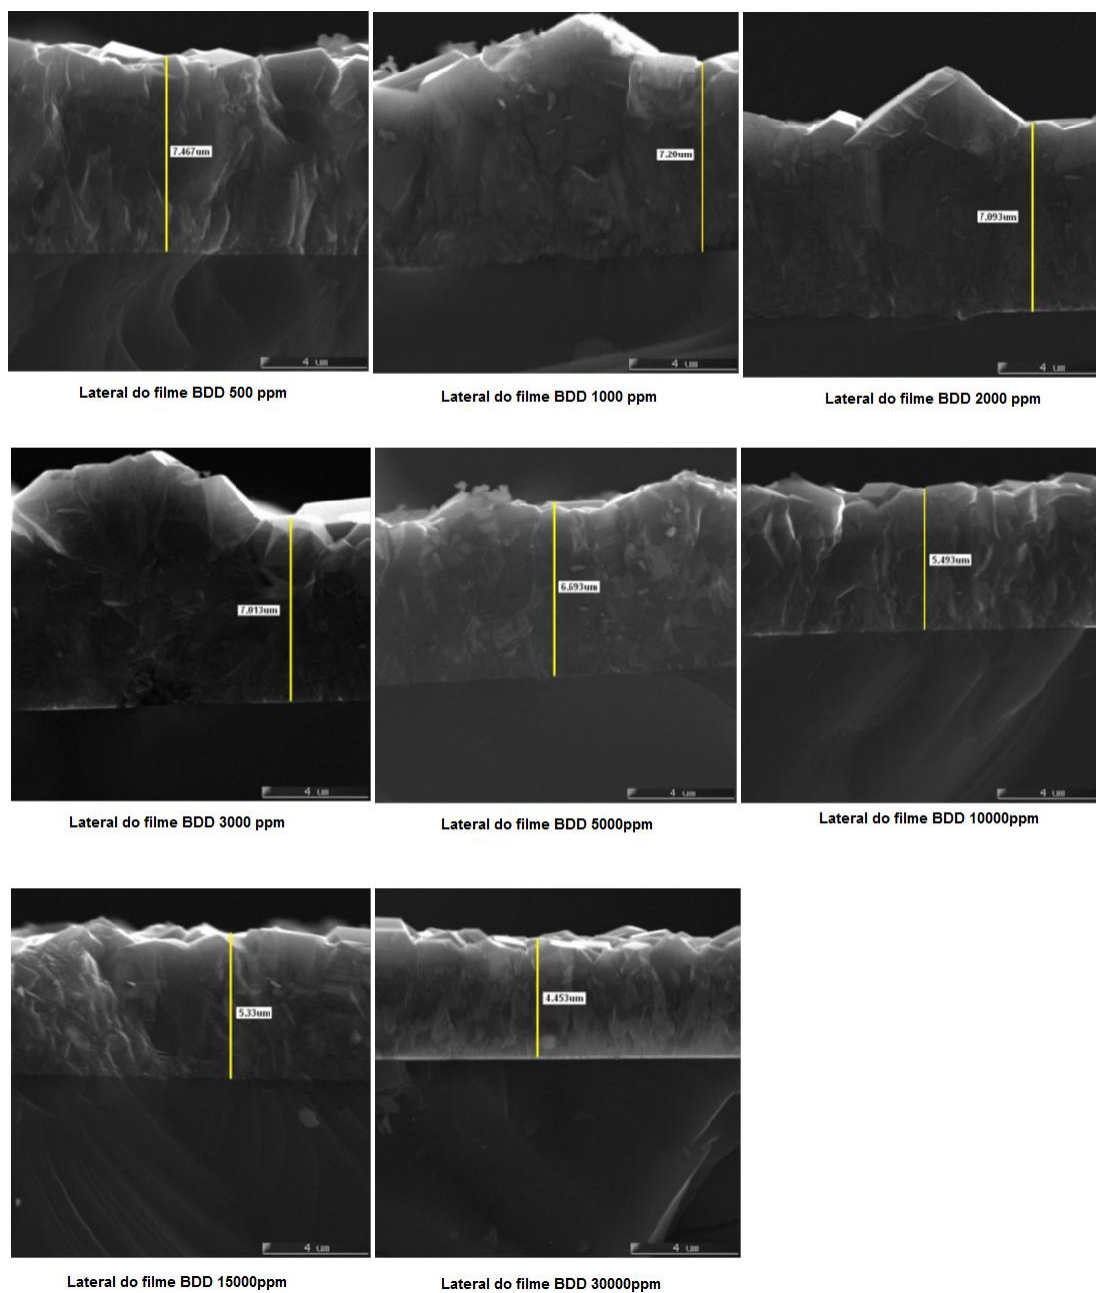 7.467um
4 um
Lateral do filme BDD 500 ppm
7.20um
4 um
Lateral do filme BDD 1000 ppm
7.093um
4 um
Lateral do filme BDD 2000 ppm
7.013um
4 um
Lateral do filme BDD 3000 ppm
6.693um
4 um
Lateral do filme BDD 5000ppm
5.493um
4 um
Lateral do filme BDD 10000ppm
5.33um
4 um
Lateral do filme BDD 15000ppm
4.453um
4 um
Lateral do filme BDD 30000ppm